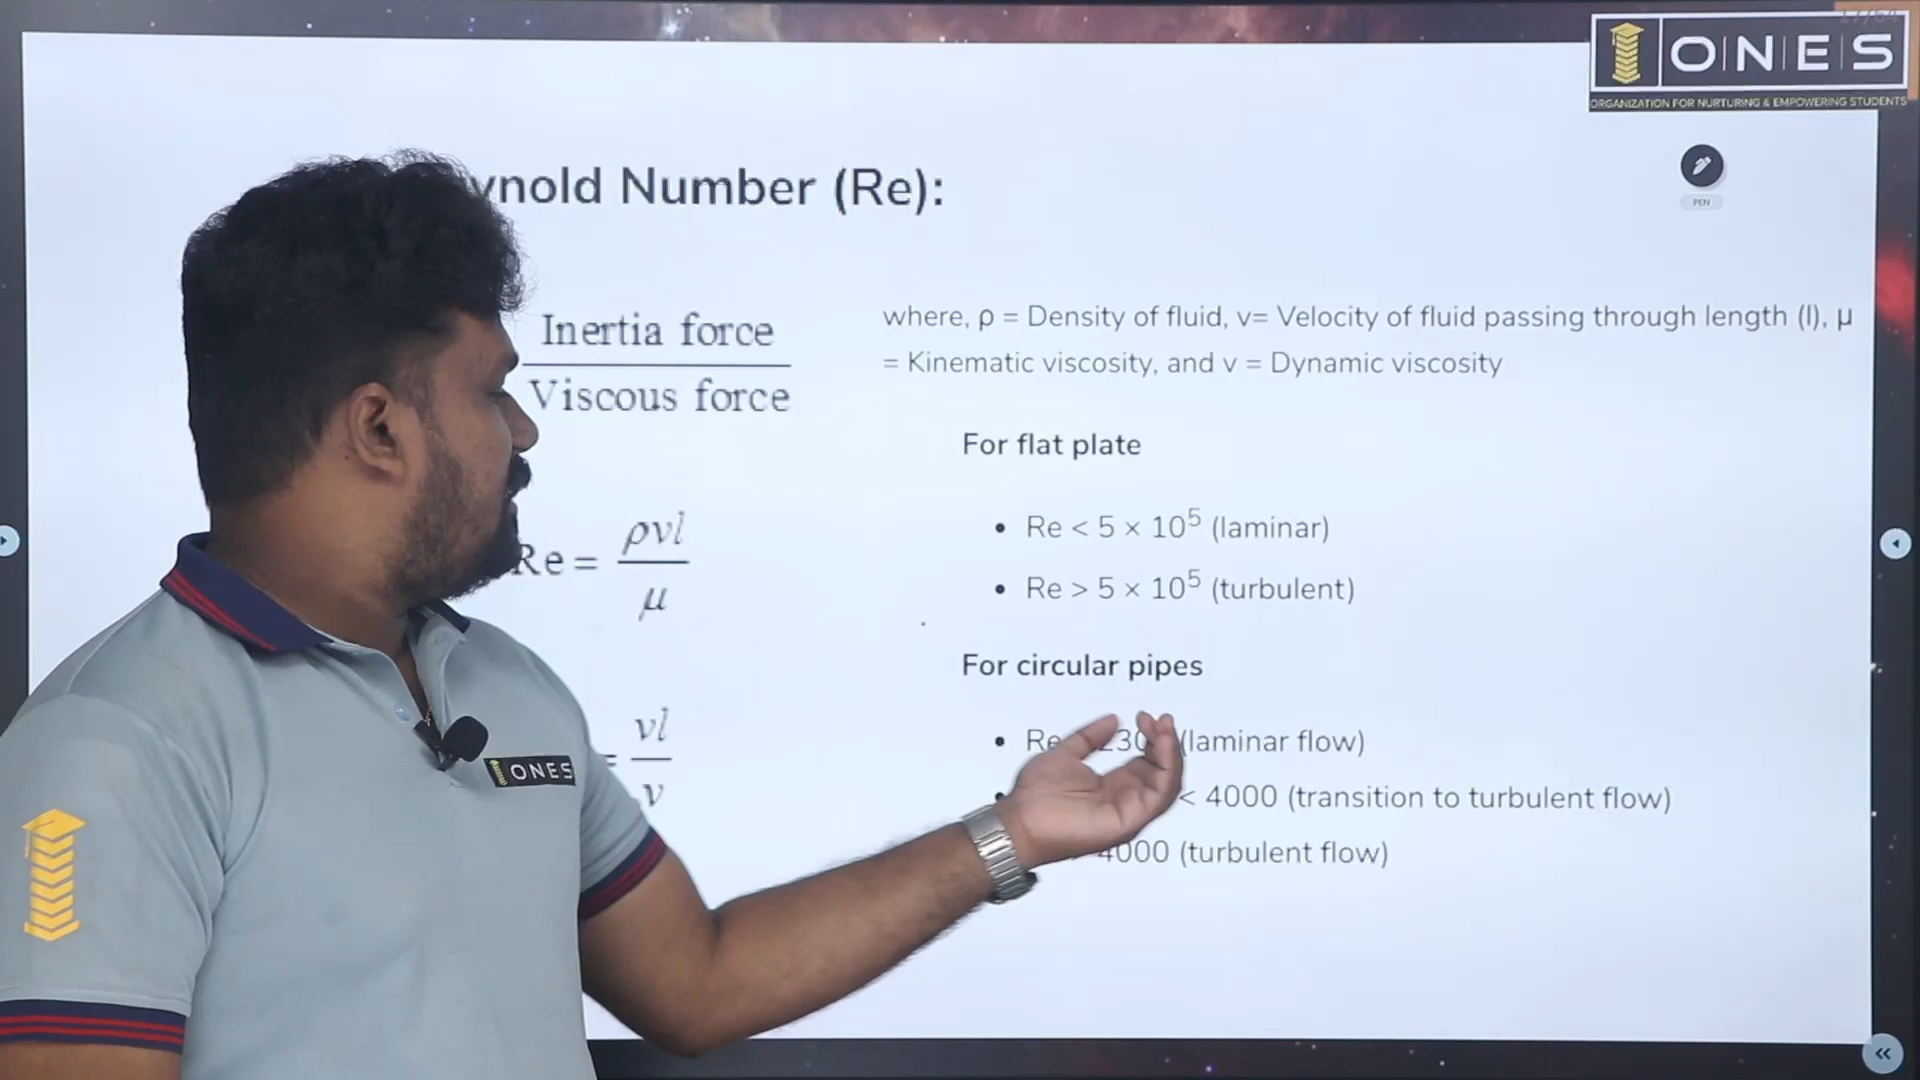 O|N|E|S
ORGANIZATION FOR NURTURING & EMPOWERING STUDENTS
PEN
ynold Number (Re):
Inertia force
Viscous force
where, ρ = Density of fluid, v= Velocity of fluid passing through length (l), μ
= Kinematic viscosity, and ν = Dynamic viscosity
For flat plate
• Re < 5 × 10⁵ (laminar)
• Re > 5 × 10⁵ (turbulent)
Re = ρvl
μ
For circular pipes
• Re 230 (laminar flow)
< 4000 (transition to turbulent flow)
4000 (turbulent flow)
= vl
ν
ONES